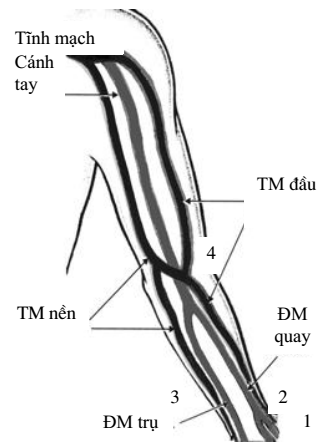 Tĩnh mạch
Cánh
tay
TM đầu
4
TM nền
ĐM
quay
3
2
1
ĐM trụ